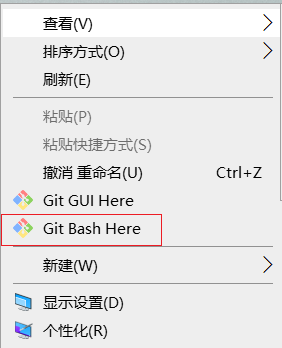 查看(V)
排序方式(O)
刷新(E)
粘贴(P)
粘贴快捷方式(S)
撤消 重命名(U) Ctrl+Z
Git GUI Here
Git Bash Here
新建(W)
显示设置(D)
个性化(R)